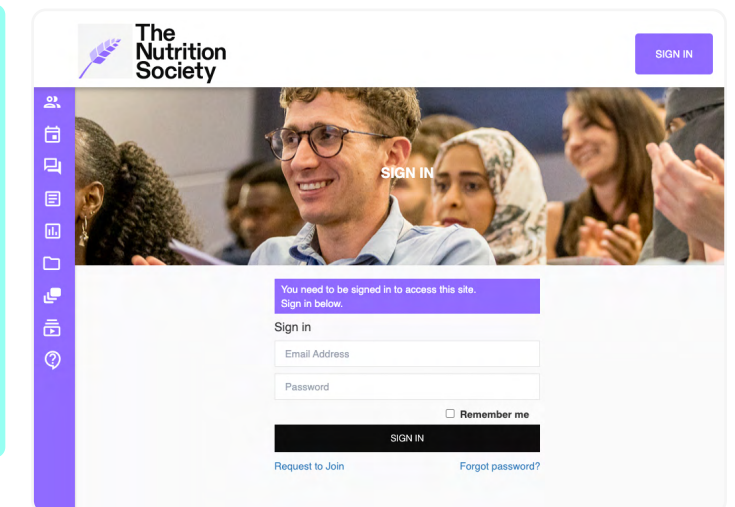 The
Nutrition
Society
SIGN IN
SIGN IN
You need to be signed in to access this site.
Sign in below.
Sign in
Email Address
Password
Remember me
SIGN IN
Request to Join
Forgot password?